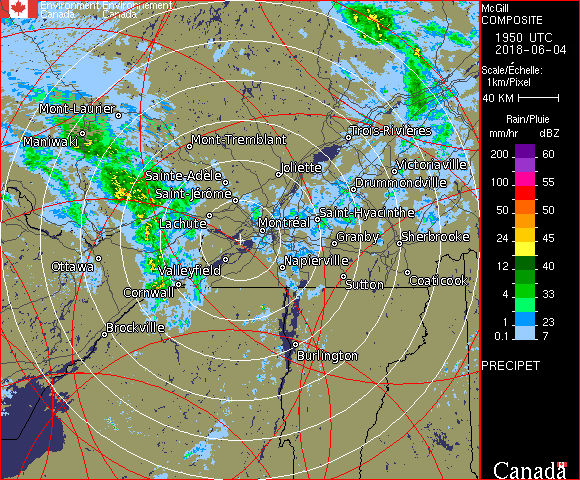 Environment Environnement
Canada Canada
McGill
COMPOSITE
1950 UTC
2018-06-04
Scale/Échelle:
1km/Pixel
40 KM
Rain/Pluie
mm/hr dBZ
200 60
150 57
100 55
50 50
24 45
12 40
4 33
1 23
0.1 7
PRECIPET
Canada
Mont-Laurier
Maniwaki
Mont-Tremblant
Trois-Rivières
Joliette
Victoriaville
Sainte-Adèle
Drummondville
Saint-Jérôme
Saint-Hyacinthe
Lachute
Montréal
Granby
Sherbrooke
Ottawa
Valleyfield
Napierville
Cornwall
Sutton
Coaticook
Brockville
Burlington